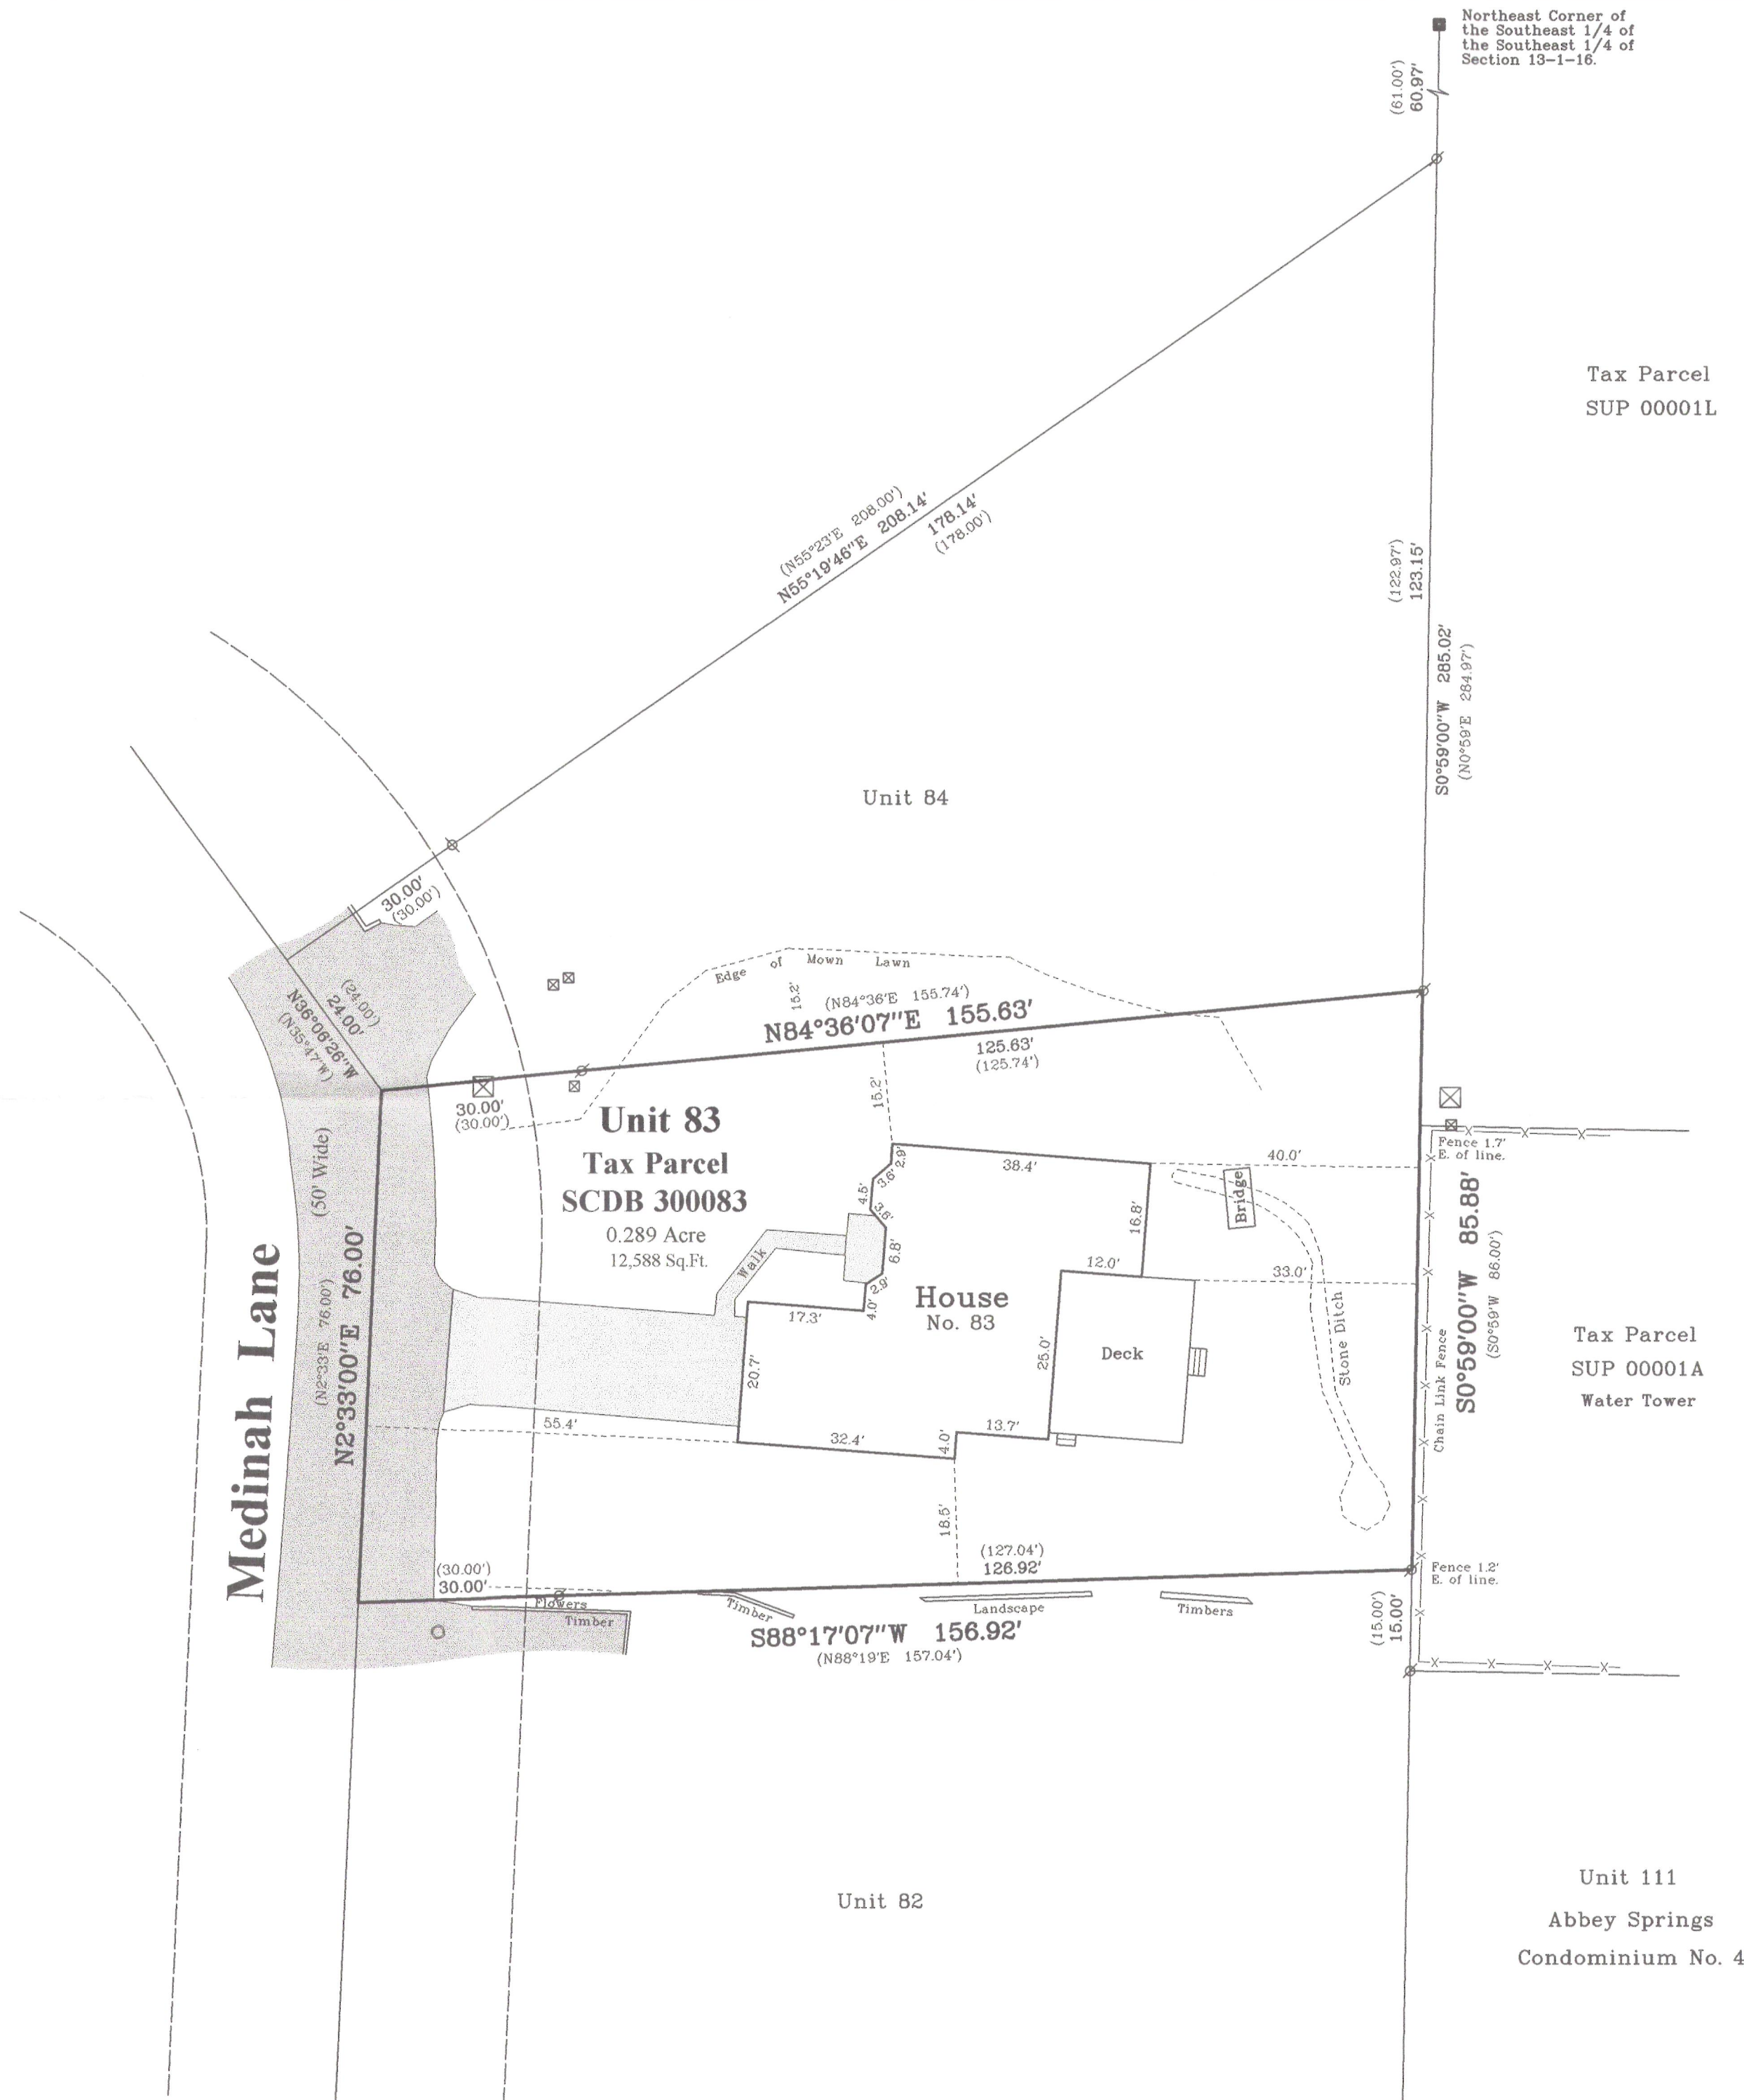 Northeast Corner of
the Southeast 1/4 of
the Southeast 1/4 of
Section 13-1-16.
(61.00')
60.97'
Tax Parcel
SUP 00001L
(N55°23'E 208.00')
N55°19'46"E 208.14'
178.14'
(178.00')
(122.97')
123.15'
S0°59'00"W 285.02'
(N0°59'E 284.97')
Unit 84
30.00'
(30.00')
(24.00')
24.00'
N36°06'26"W
(N35°47'W)
Edge of Mown Lawn
15.2'
(N84°36'E 155.74')
N84°36'07"E 155.63'
125.63'
(125.74')
30.00'
(30.00')
Unit 83
Tax Parcel
SCDB 300083
0.289 Acre
12,588 Sq.Ft.
15.2'
2.9'
3.6'
4.5'
3.6'
6.8'
2.9'
4.0'
38.4'
40.0'
16.8'
12.0'
33.0'
Bridge
Fence 1.7'
E. of line.
Walk
17.3'
House
No. 83
20.7'
25.0'
Deck
Stone Ditch
Chain Link Fence
S0°59'00"W 85.88'
(S0°59'W 86.00')
Tax Parcel
SUP 00001A
Water Tower
(50' Wide)
Medinah Lane
(N2°33'E 76.00')
N2°33'00"E 76.00'
55.4'
32.4'
4.0'
13.7'
18.5'
(127.04')
126.92'
(30.00')
30.00'
Flowers
Timber
Timber
Landscape
Timbers
Fence 1.2'
E. of line.
(15.00')
15.00'
S88°17'07"W 156.92'
(N88°19'E 157.04')
Unit 82
Unit 111
Abbey Springs
Condominium No. 4